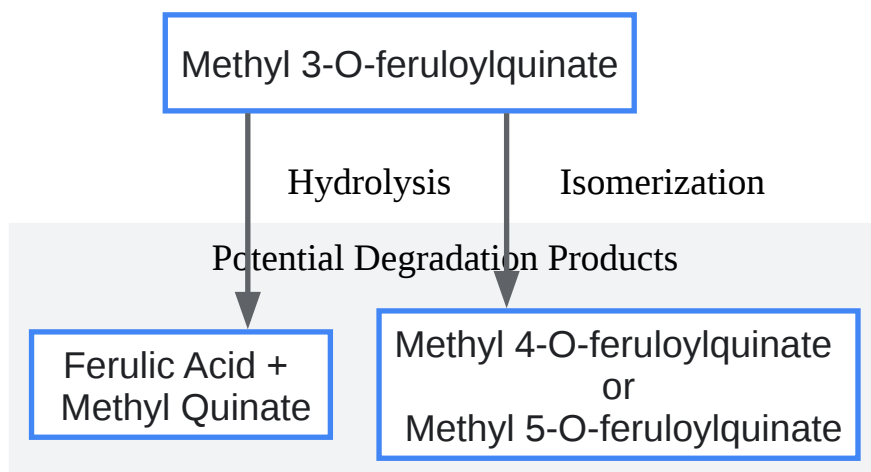 Methyl 3-O-feruloylquinate
Hydrolysis
Isomerization
Potential Degradation Products
Ferulic Acid +
Methyl Quinate
Methyl 4-O-feruloylquinate
or
Methyl 5-O-feruloylquinate